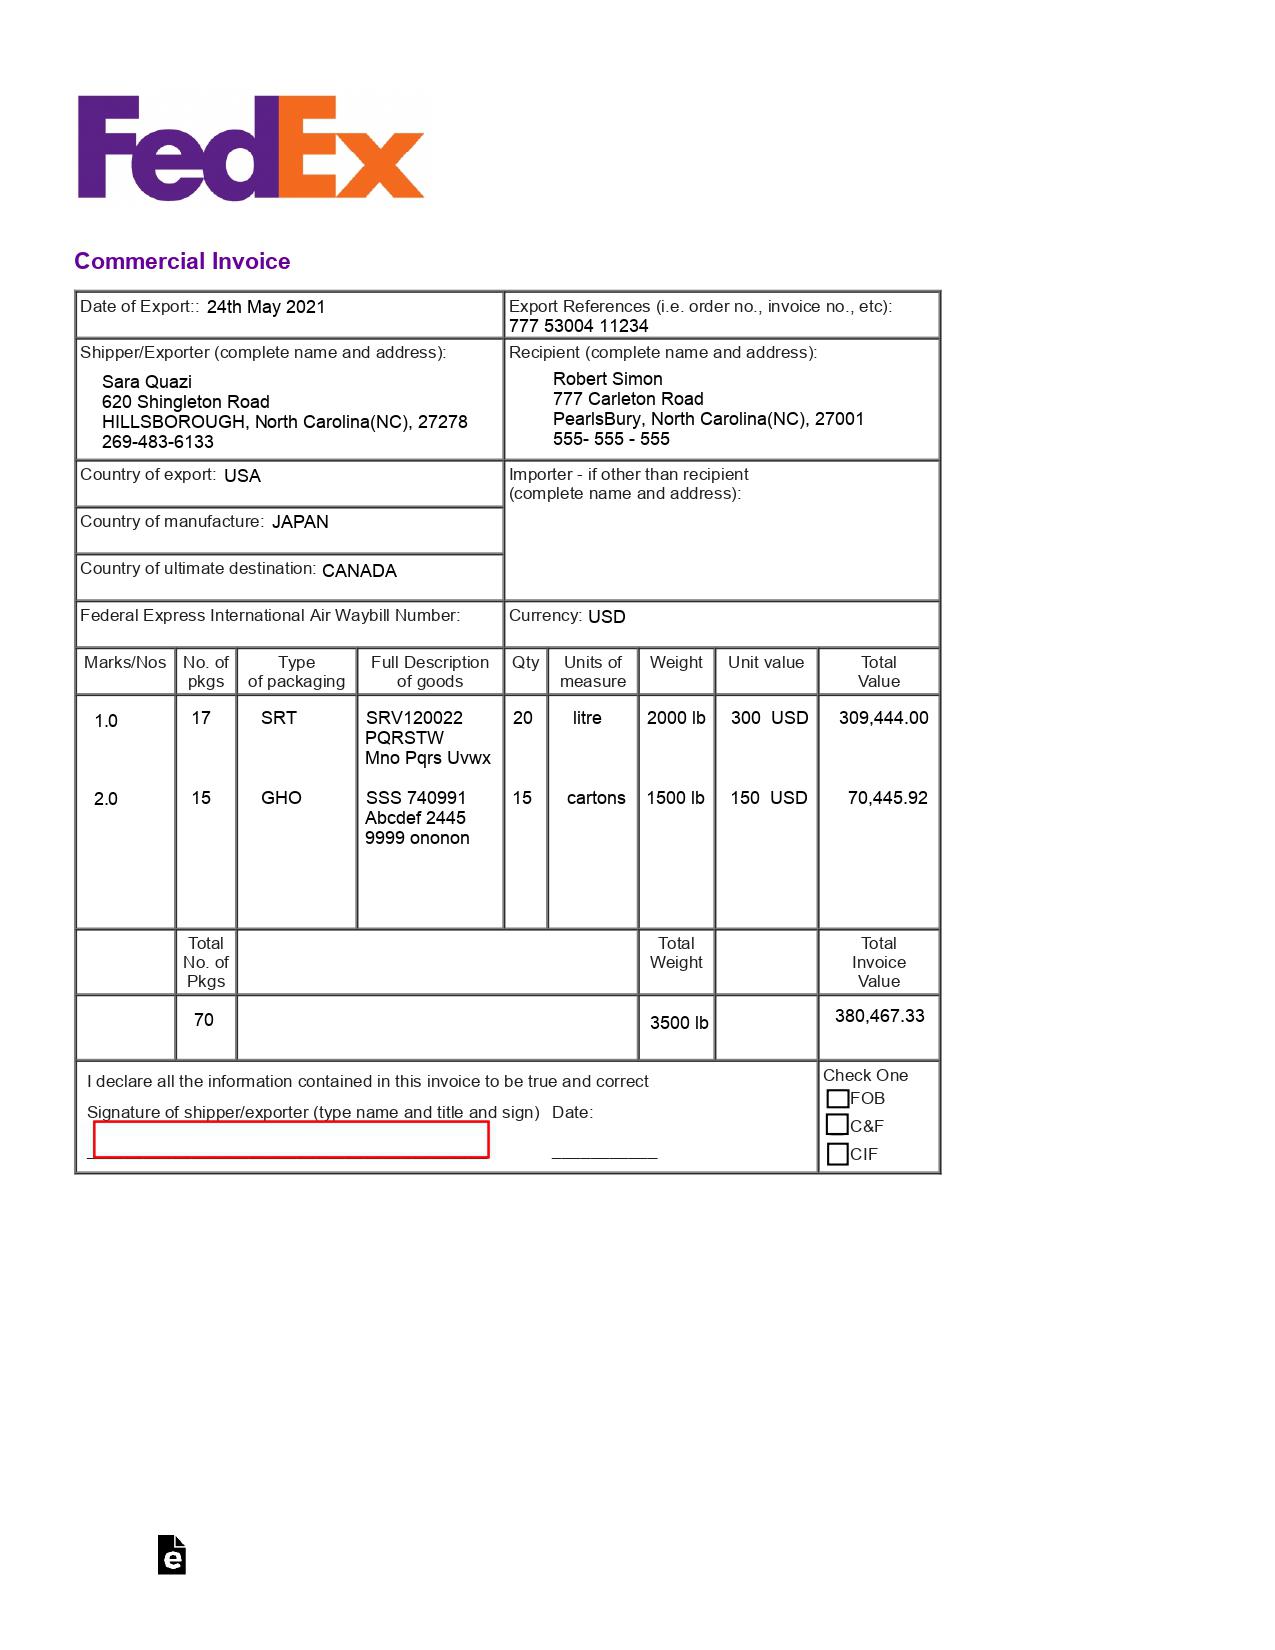 FedEx
Commercial Invoice
Date of Export:: 24th May 2021
Export References (i.e. order no., invoice no., etc):
777 53004 11234
Shipper/Exporter (complete name and address):
Sara Quazi
620 Shingleton Road
HILLSBOROUGH, North Carolina(NC), 27278
269-483-6133
Recipient (complete name and address):
Robert Simon
777 Carleton Road
PearlsBury, North Carolina(NC), 27001
555- 555 - 555
Country of export: USA
Importer - if other than recipient
(complete name and address):
Country of manufacture: JAPAN
Country of ultimate destination: CANADA
Federal Express International Air Waybill Number:
Currency: USD
Marks/Nos No. of pkgs Type of packaging Full Description of goods Qty Units of measure Weight Unit value Total Value
1.0 17 SRT SRV120022 20 litre 2000 lb 300 USD 309,444.00
PQRSTW
Mno Pqrs Uvwx
2.0 15 GHO SSS 740991 15 cartons 1500 lb 150 USD 70,445.92
Abcdef 2445
9999 ononon
Total No. of Pkgs Total Weight Total Invoice Value
70 3500 lb 380,467.33
I declare all the information contained in this invoice to be true and correct
Signature of shipper/exporter (type name and title and sign) Date:
Check One
FOB
C&F
CIF
e